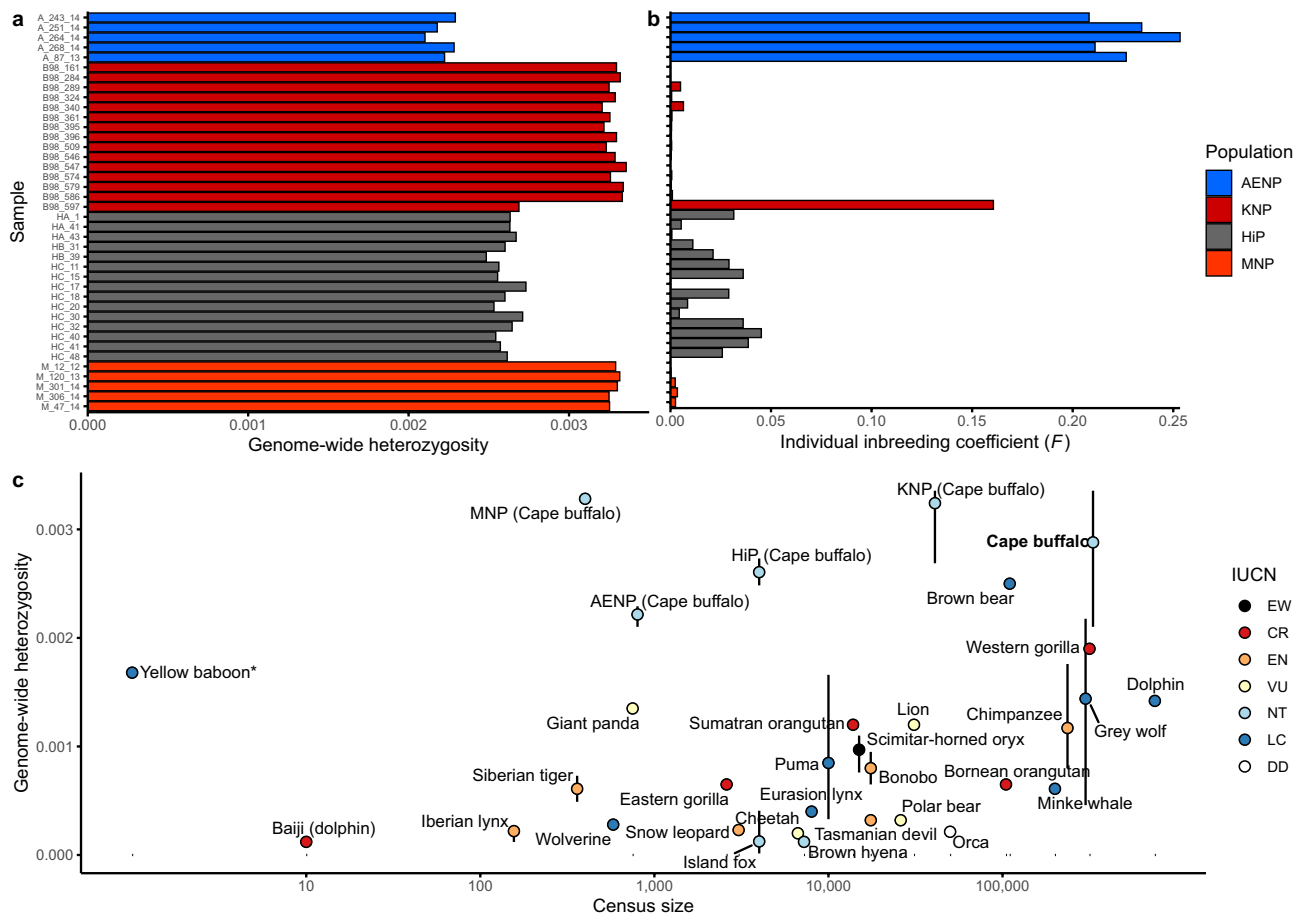 a
A_243_14
A_251_14
A_264_14
A_268_14
A_87_13
B98_161
B98_284
B98_289
B98_324
B98_340
B98_361
B98_395
B98_396
B98_509
B98_546
B98_547
B98_574
B98_579
B98_586
B98_597
HA_1
HA_41
HA_43
HB_31
HB_39
HC_11
HC_15
HC_17
HC_18
HC_20
HC_30
HC_32
HC_40
HC_41
HC_48
M_12_12
M_120_13
M_301_14
M_306_14
M_47_14
Sample
0.000 0.001 0.002 0.003
Genome-wide heterozygosity
b
0.00 0.05 0.10 0.15 0.20 0.25
Individual inbreeding coefficient (F)
Population
AENP
KNP
HiP
MNP
c
Genome-wide heterozygosity
0.003
0.002
0.001
0.000
KNP (Cape buffalo)
MNP (Cape buffalo)
Cape buffalo
HiP (Cape buffalo)
Brown bear
AENP (Cape buffalo)
Western gorilla
Yellow baboon*
Dolphin
Giant panda
Sumatran orangutan
Lion
Chimpanzee
Grey wolf
Scimitar-horned oryx
Puma
Bonobo
Bornean orangutan
Siberian tiger
Eastern gorilla
Eurasion lynx
Minke whale
Polar bear
Iberian lynx
Cheetah
Baiji (dolphin)
Wolverine
Snow leopard
Tasmanian devil
Orca
Island fox
Brown hyena
10 100 1,000 10,000 100,000
Census size
IUCN
EW
CR
EN
VU
NT
LC
DD